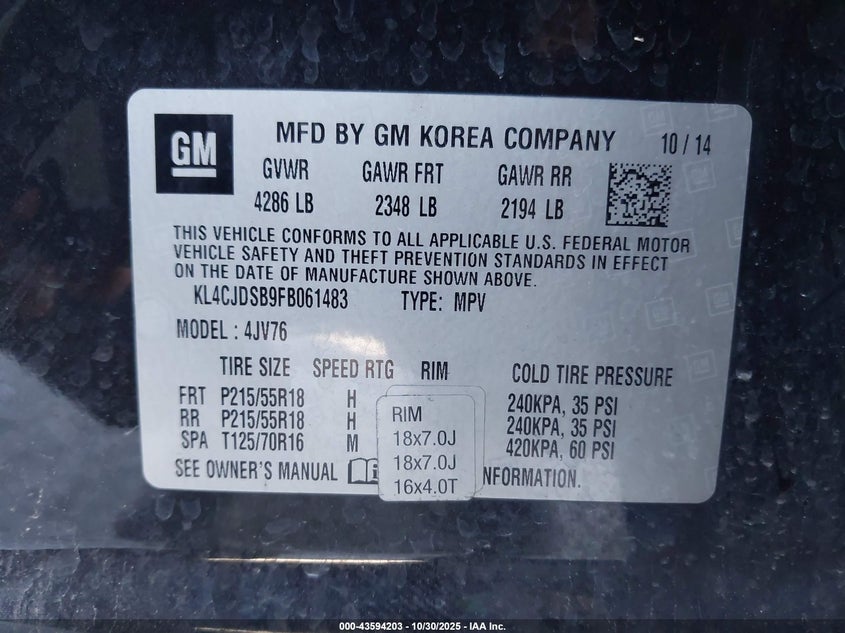 GM
MFD BY GM KOREA COMPANY 10 / 14
GVWR GAWR FRT GAWR RR
4286 LB 2348 LB 2194 LB
THIS VEHICLE CONFORMS TO ALL APPLICABLE U.S. FEDERAL MOTOR
VEHICLE SAFETY AND THEFT PREVENTION STANDARDS IN EFFECT
ON THE DATE OF MANUFACTURE SHOWN ABOVE.
KL4CJDSB9FB061483 TYPE: MPV
MODEL : 4JV76
TIRE SIZE SPEED RTG RIM COLD TIRE PRESSURE
FRT P215/55R18 H 240KPA, 35 PSI
RR P215/55R18 H 240KPA, 35 PSI
SPA T125/70R16 M 420KPA, 60 PSI
RIM
18x7.0J
18x7.0J
16x4.0T
SEE OWNER'S MANUAL NFORMATION.
000-43594203 - 10/30/2025 - IAA Inc.